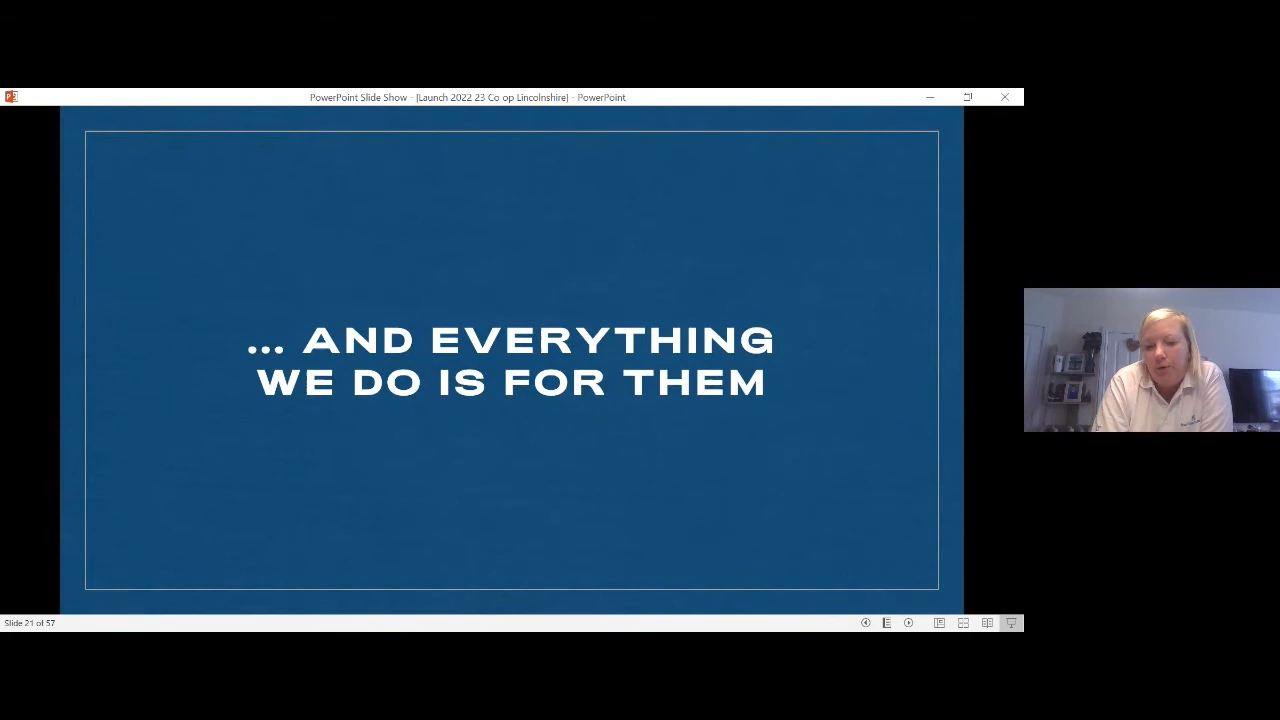 PowerPoint Slide Show - [Launch 2022 23 Co op Lincolnshire] - PowerPoint
... AND EVERYTHING
WE DO IS FOR THEM
Slide 21 of 57